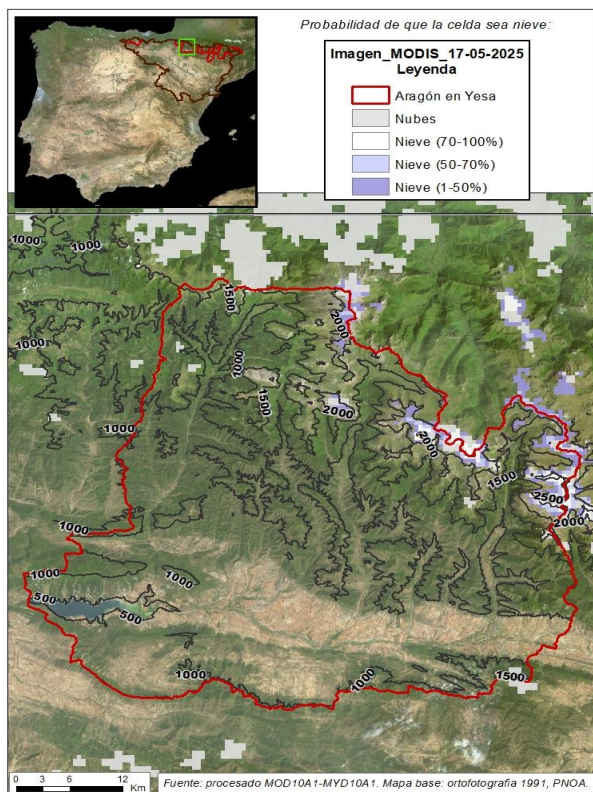 Probabilidad de que la celda sea nieve:
Imagen_MODIS_17-05-2025
Leyenda
Aragón en Yesa
Nubes
Nieve (70-100%)
Nieve (50-70%)
Nieve (1-50%)
1000
1000
1500
2000
1000
1000
1500
2000
1000
2000
1500
2500
2000
1000
1000
1000
500
500
1000
1000
1500
0 3 6 12
Km
Fuente: procesado MOD10A1-MYD10A1. Mapa base: ortofotografia 1991, PNOA.